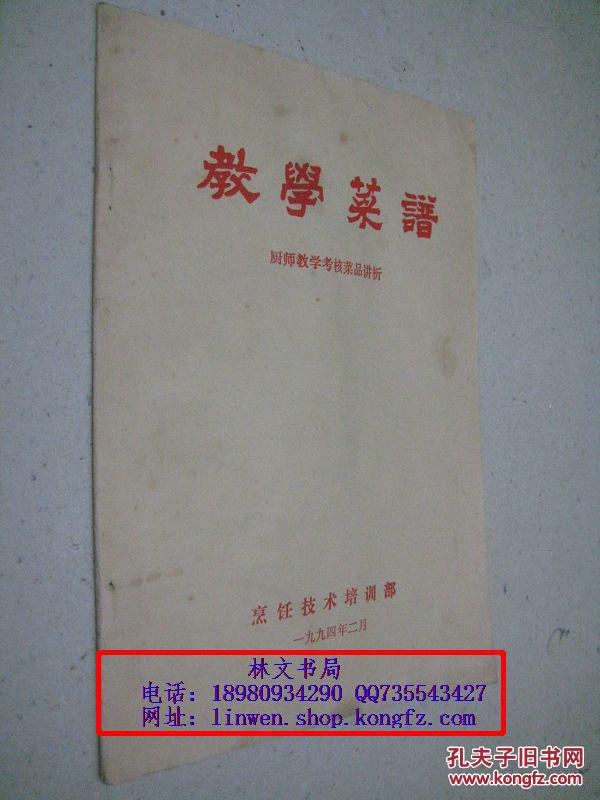 教學菜譜
厨师教学考核菜品讲析
烹饪技术培训部
一九九四年二月
林文书局
电话：18980934290 QQ735543427
网址：linwen.shop.kongfz.com
孔夫子旧书网
www.kongfz.com